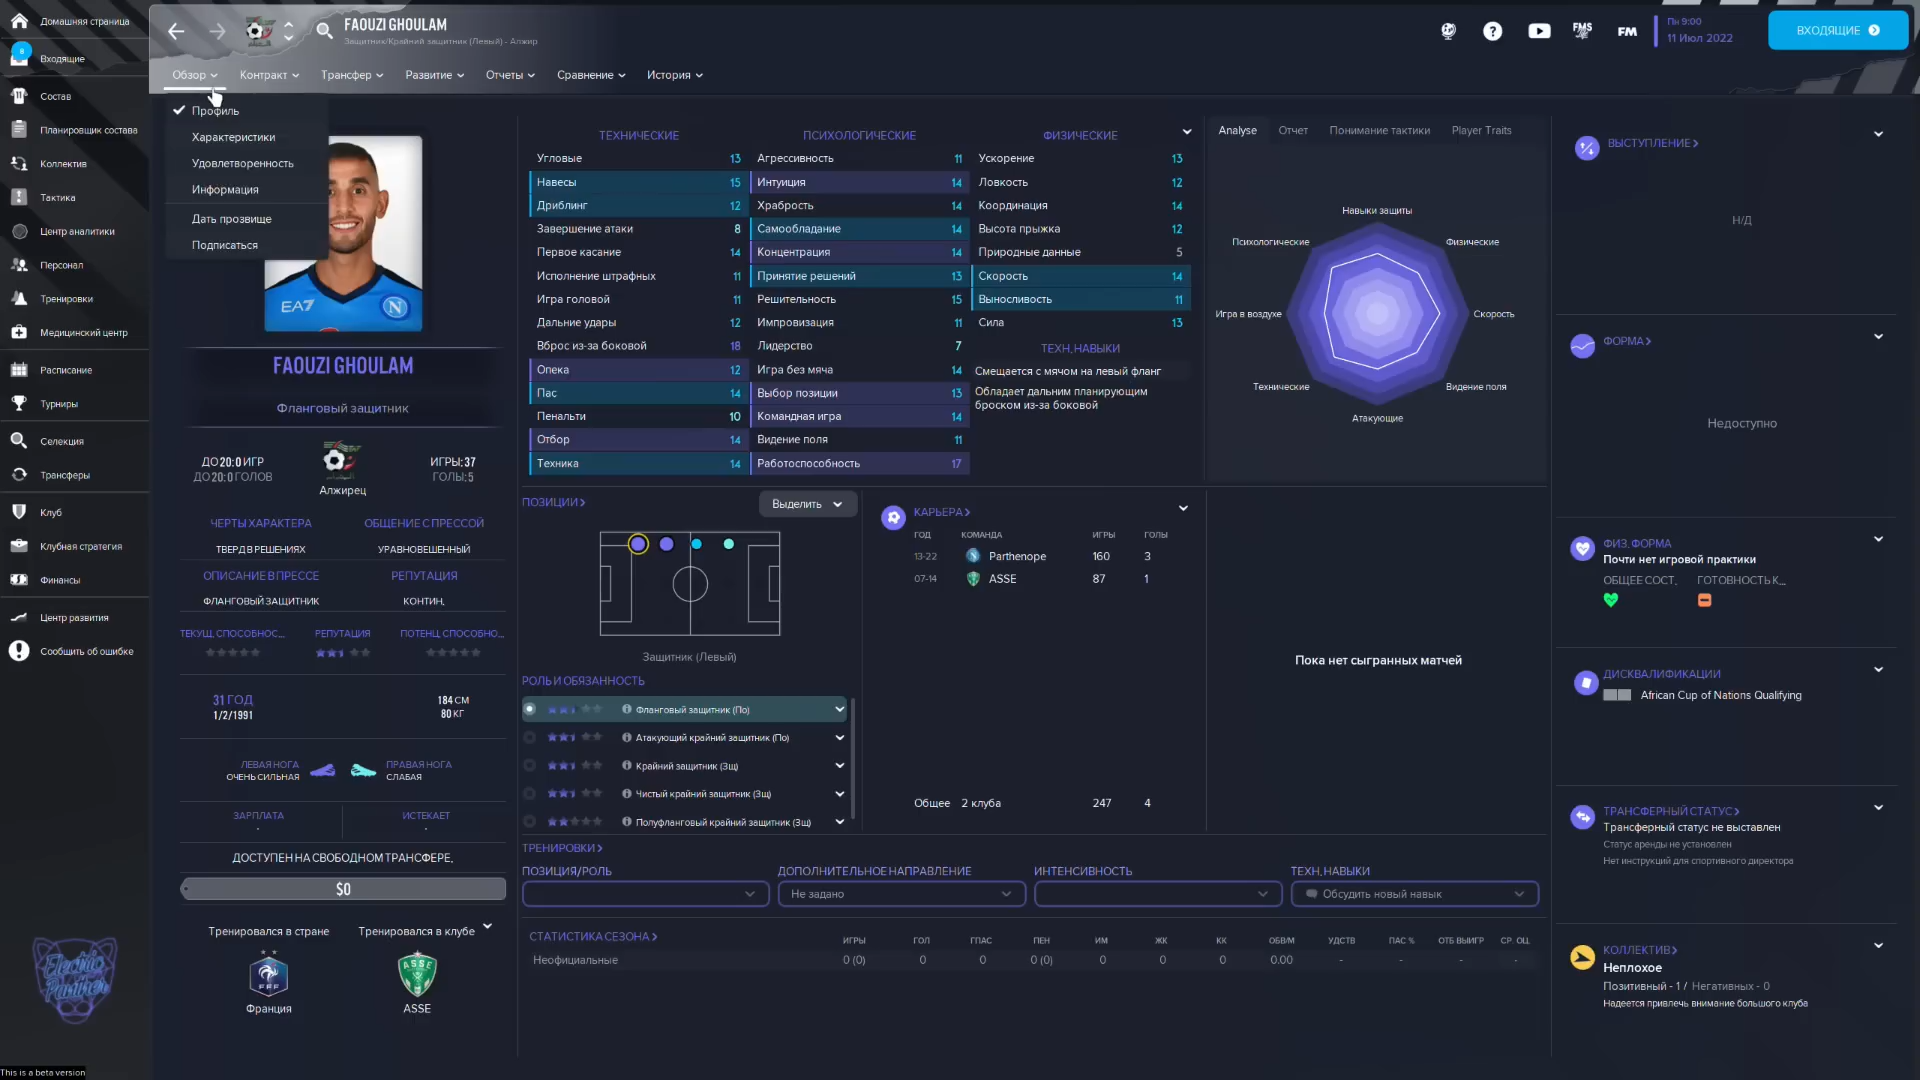 Домашняя страница
8
Входящие
Состав
Планировщик состава
Коллектив
Тактика
Центр аналитики
Персонал
Тренировки
Медицинский центр
Расписание
Турниры
Селекция
Трансферы
Клуб
Клубная стратегия
Финансы
Центр развития
Сообщить об ошибке
Electric Panther
This is a beta version
FAOUZI GHOULAM
Защитник/Крайний защитник (Левый) - Алжир
FMS
FM
Пн 9:00
11 Июл 2022
ВХОДЯЩИЕ
Обзор
Контракт
Трансфер
Развитие
Отчеты
Сравнение
История
Профиль
Характеристики
Удовлетворенность
Информация
Дать прозвище
Подписаться
EA7
N
FAOUZI GHOULAM
Фланговый защитник
ДО 20: 0 ИГР
ДО 20: 0 ГОЛОВ
Алжирец
ИГРЫ: 37
ГОЛЫ: 5
ЧЕРТЫ ХАРАКТЕРА
ТВЕРД В РЕШЕНИЯХ
ОБЩЕНИЕ С ПРЕССОЙ
УРАВНОВЕШЕННЫЙ
ОПИСАНИЕ В ПРЕССЕ
ФЛАНГОВЫЙ ЗАЩИТНИК
РЕПУТАЦИЯ
КОНТИН.
ТЕКУЩ. СПОСОБНОС...
РЕПУТАЦИЯ
ПОТЕНЦ. СПОСОБНО...
31 ГОД
1/2/1991
184 СМ
80 КГ
ЛЕВАЯ НОГА
ОЧЕНЬ СИЛЬНАЯ
ПРАВАЯ НОГА
СЛАБАЯ
ЗАРПЛАТА
-
ИСТЕКАЕТ
-
ДОСТУПЕН НА СВОБОДНОМ ТРАНСФЕРЕ.
$0
Тренировался в стране
Тренировался в клубе
FFF
Франция
ASSE
ASSE
ТЕХНИЧЕСКИЕ
Угловые 13
Навесы 15
Дриблинг 12
Завершение атаки 8
Первое касание 14
Исполнение штрафных 11
Игра головой 11
Дальние удары 12
Вброс из-за боковой 18
Опека 12
Пас 14
Пенальти 10
Отбор 14
Техника 14
ПСИХОЛОГИЧЕСКИЕ
Агрессивность 11
Интуиция 14
Храбрость 14
Самообладание 14
Концентрация 14
Принятие решений 13
Решительность 15
Импровизация 11
Лидерство 7
Игра без мяча 14
Выбор позиции 13
Командная игра 14
Видение поля 11
Работоспособность 17
ФИЗИЧЕСКИЕ
Ускорение 13
Ловкость 12
Координация 14
Высота прыжка 12
Природные данные 5
Скорость 14
Выносливость 11
Сила 13
ТЕХН. НАВЫКИ
Смещается с мячом на левый фланг
Обладает дальним планирующим
броском из-за боковой
Analyse
Отчет
Понимание тактики
Player Traits
Навыки защиты
Психологические
Физические
Игра в воздухе
Скорость
Технические
Видение поля
Атакующие
ПОЗИЦИИ
Выделить
Защитник (Левый)
РОЛЬ И ОБЯЗАННОСТЬ
Фланговый защитник (По)
Атакующий крайний защитник (По)
Крайний защитник (Зщ)
Чистый крайний защитник (Зщ)
Полуфланговый крайний защитник (Зщ)
КАРЬЕРА
ГОД КОМАНДА ИГРЫ ГОЛЫ
13-22 Parthenope 160 3
07-14 ASSE 87 1
Общее 2 клуба 247 4
Пока нет сыгранных матчей
ТРЕНИРОВКИ
ПОЗИЦИЯ/РОЛЬ
ДОПОЛНИТЕЛЬНОЕ НАПРАВЛЕНИЕ
Не задано
ИНТЕНСИВНОСТЬ
ТЕХН. НАВЫКИ
Обсудить новый навык
СТАТИСТИКА СЕЗОНА ИГРЫ ГОЛ ГПАС ПЕН ИМ ЖК КК ОБВ/М УДСТВ ПАС % ОТБ ВЫИГР СР. ОЦ
Неофициальные 0 (0) 0 0 0 (0) 0 0 0 0.00 - - - -
ВЫСТУПЛЕНИЕ
Н/Д
ФОРМА
Недоступно
ФИЗ. ФОРМА
Почти нет игровой практики
ОБЩЕЕ СОСТ.
ГОТОВНОСТЬ К...
ДИСКВАЛИФИКАЦИИ
African Cup of Nations Qualifying
ТРАНСФЕРНЫЙ СТАТУС
Трансферный статус не выставлен
Статус аренды не установлен
Нет инструкций для спортивного директора
КОЛЛЕКТИВ
Неплохое
Позитивный - 1 / Негативных - 0
Надеется привлечь внимание большого клуба